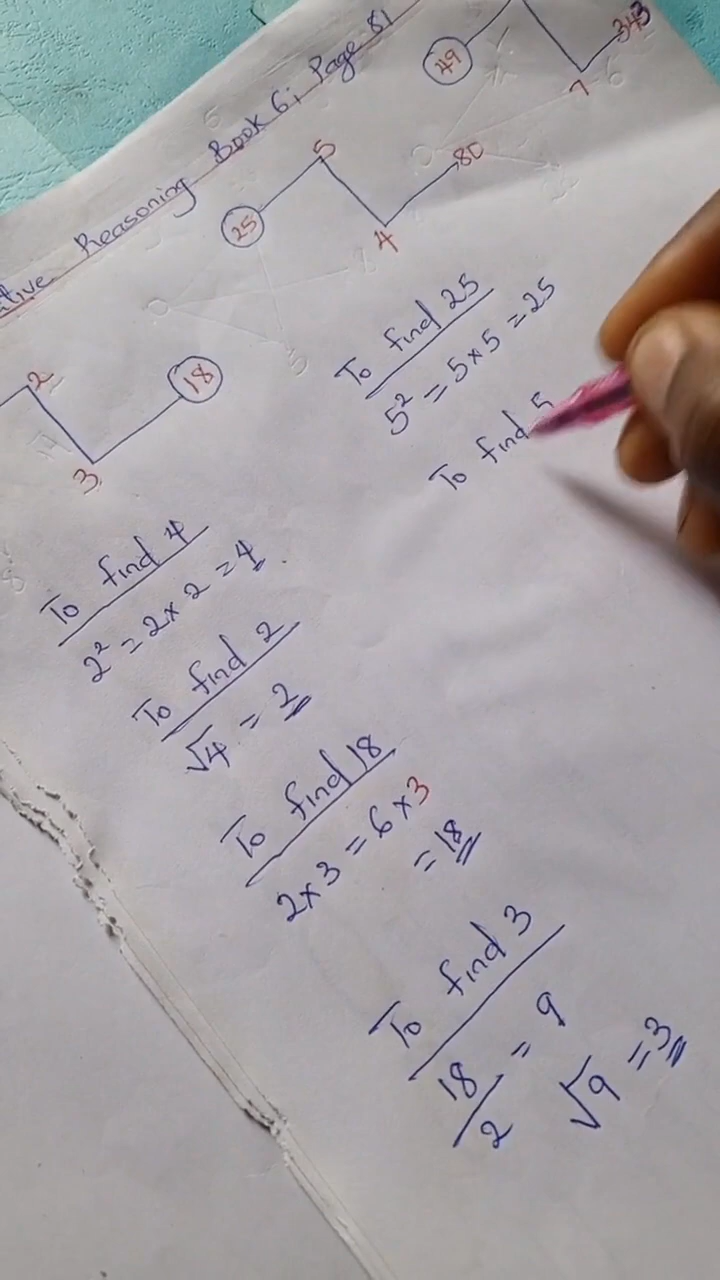 ative Reasoning Book 6; Page 81
49 7 343
25 5 4 80
2 3 18
To find 25
5² = 5 × 5 = 25
To find 5
To find 4
2² = 2 × 2 = 4
To find 2
√4 = 2
To find 18
2 × 3 = 6 × 3
= 18
To find 3
18/2 = 9
√9 = 3